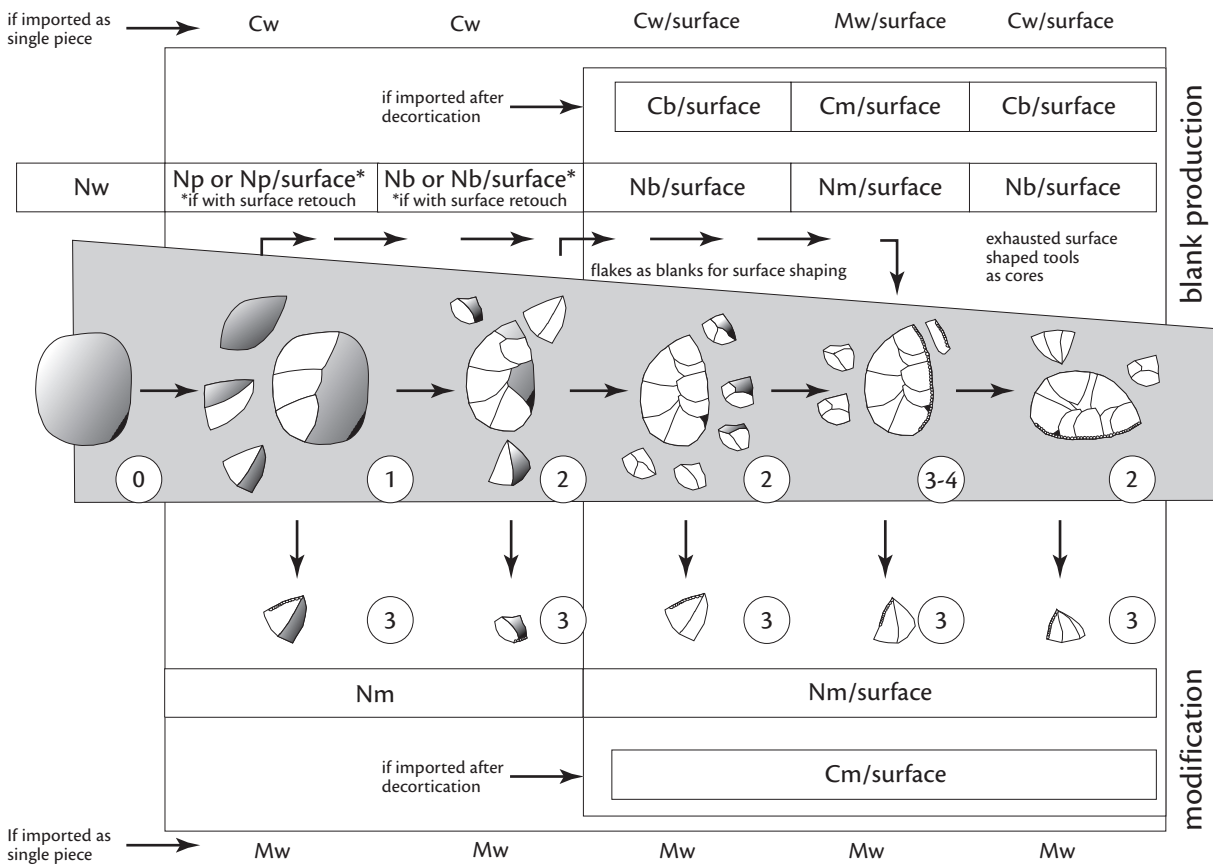 if imported as
single piece
Cw
Cw
Cw/surface
Mw/surface
Cw/surface
if imported after
decortication
Cb/surface
Cm/surface
Cb/surface
Nw
Np or Np/surface*
*if with surface retouch
Nb or Nb/surface*
*if with surface retouch
Nb/surface
Nm/surface
Nb/surface
blank production
flakes as blanks for surface shaping
exhausted surface
shaped tools
as cores
0
1
2
2
3-4
2
3
3
3
3
3
Nm
Nm/surface
if imported after
decortication
Cm/surface
modification
If imported as
single piece
Mw
Mw
Mw
Mw
Mw